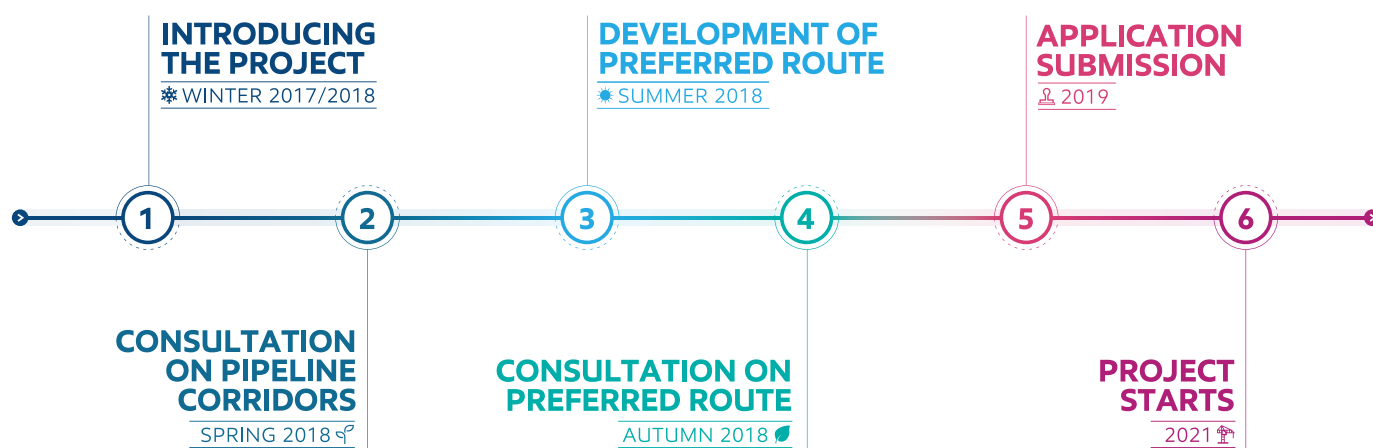 INTRODUCING
THE PROJECT
WINTER 2017/2018
DEVELOPMENT OF
PREFERRED ROUTE
SUMMER 2018
APPLICATION
SUBMISSION
2019
1
2
3
4
5
6
CONSULTATION
ON PIPELINE
CORRIDORS
SPRING 2018
CONSULTATION ON
PREFERRED ROUTE
AUTUMN 2018
PROJECT
STARTS
2021